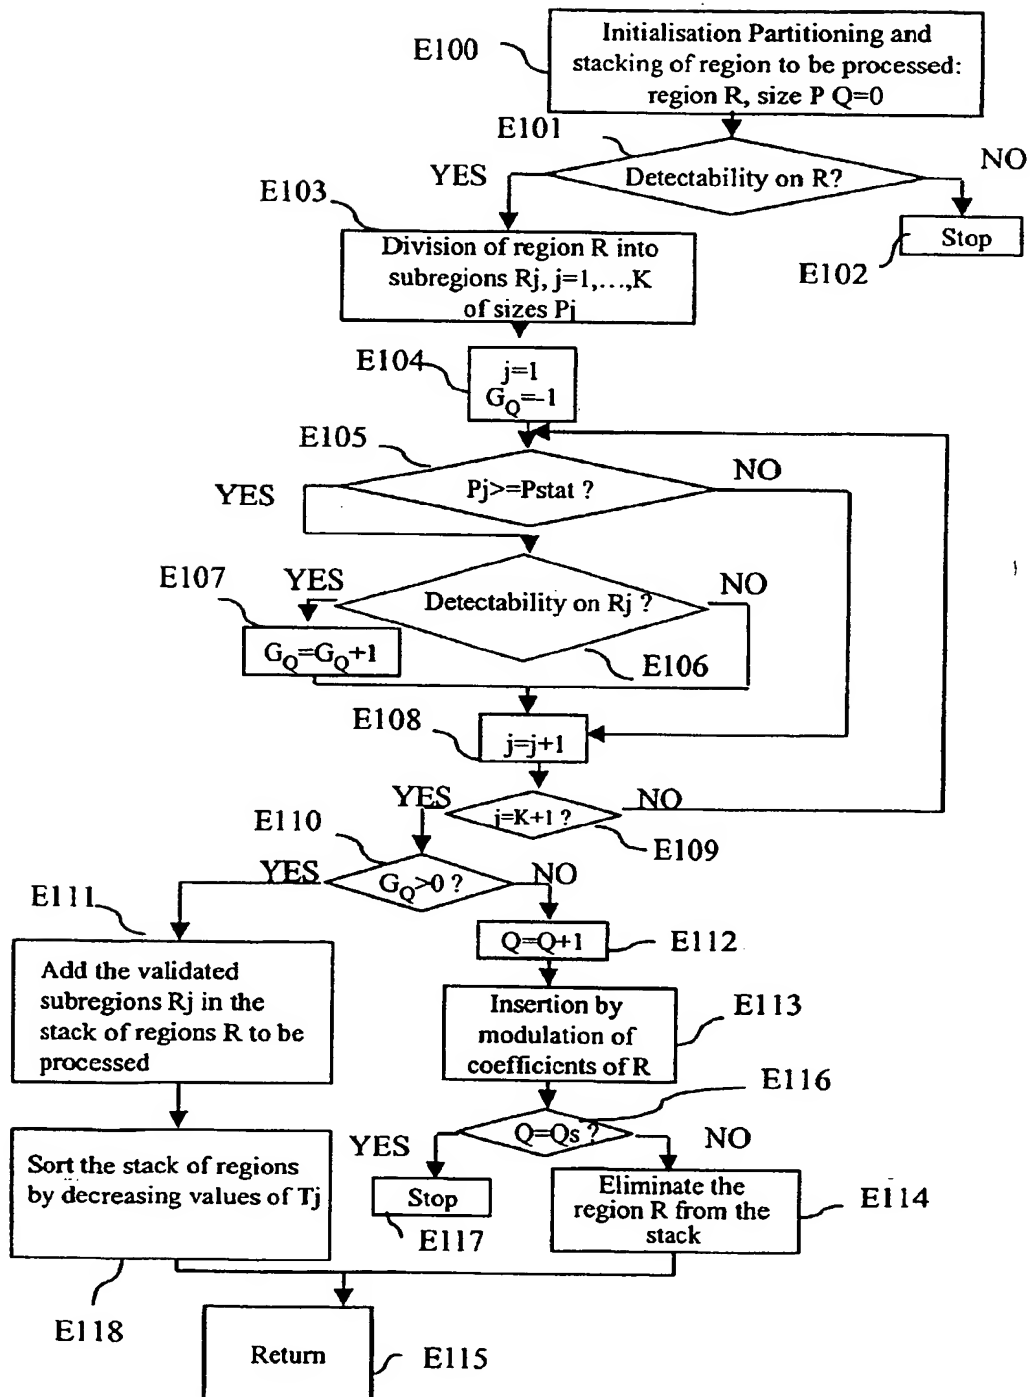 E100
Initialisation Partitioning and
stacking of region to be processed:
region R, size P Q=0
E101
YES
Detectability on R?
NO
E103
Stop
E102
Division of region R into
subregions Rj, j=1,...,K
of sizes Pj
E104
j=1
GQ=-1
E105
YES
Pj>=Pstat ?
NO
E107
YES
Detectability on Rj ?
NO
GQ=GQ+1
E106
E108
j=j+1
YES
j=K+1 ?
NO
E109
E110
YES
GQ>0 ?
NO
E111
Q=Q+1
E112
Add the validated
subregions Rj in the
stack of regions R to be
processed
Insertion by
modulation of
coefficients of R
E113
E116
YES
Q=Qs ?
NO
Sort the stack of regions
by decreasing values of Tj
Stop
E117
Eliminate the
region R from the
stack
E114
E118
Return
E115